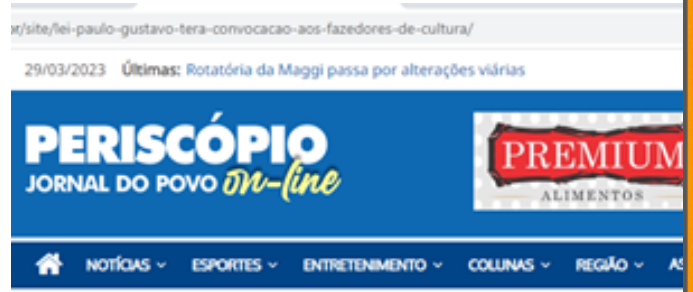 /site/lei-paulo-gustavo-tera-convocacao-aos-fazedores-de-cultura/
29/03/2023 Últimas: Rotatória da Maggi passa por alterações viárias
PERISCÓPIO
JORNAL DO POVO on-line
PREMIUM
ALIMENTOS
NOTÍCIAS ESPORTES ENTRETENIMENTO COLUNAS REGIÃO AS